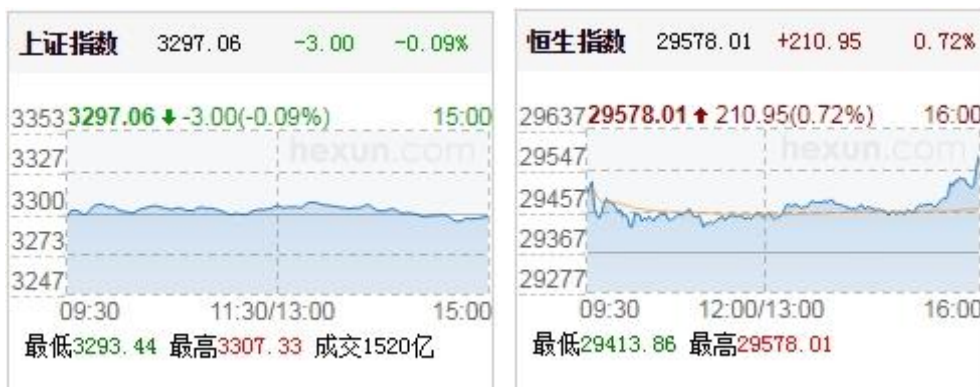 上证指数 3297.06 -3.00 -0.09%
3353 3297.06 ⬇ -3.00(-0.09%) 15:00
hexun.com
3327
3300
3273
3247
09:30 11:30/13:00 15:00
最低3293.44 最高3307.33 成交1520亿
恒生指数 29578.01 +210.95 0.72%
29637 29578.01 ⬆ 210.95(0.72%) 16:00
hexun.com
29547
29457
29367
29277
09:30 12:00/13:00 16:00
最低29413.86 最高29578.01